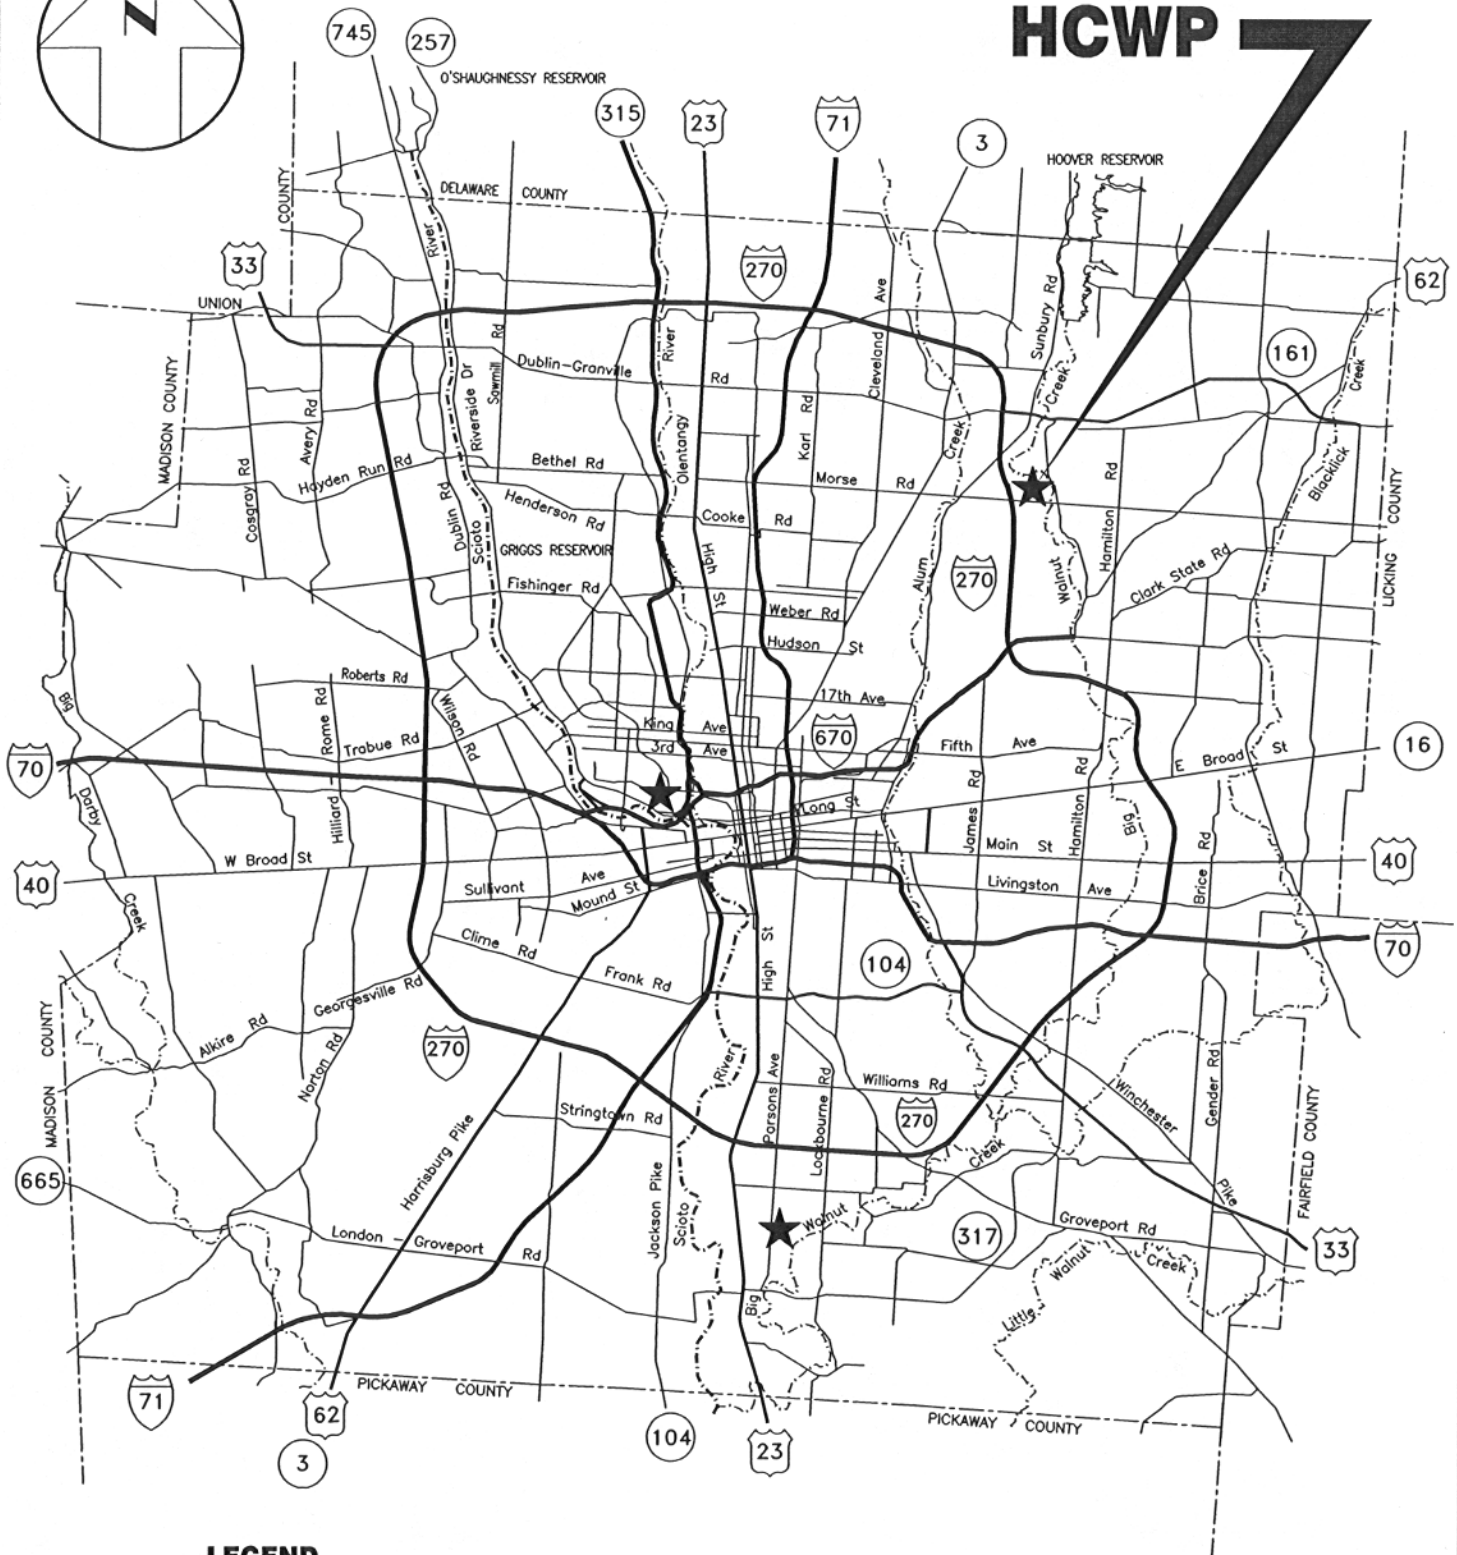 N
HCWP
745
257
O'SHAUGHNESSY RESERVOIR
315
23
71
3
HOOVER RESERVOIR
DELAWARE COUNTY
COUNTY
River
33
270
62
UNION
Ave
Sunbury Rd
161
River
Rd
Dublin-Granville
Rd
Cleveland
Creek
Creek
MADISON COUNTY
Riverside Dr
Sawmill
Avery Rd
Karl Rd
Olentangy
Creek
Blacklick
Hayden Run Rd
Bethel Rd
Morse Rd
Rd
Cosgray Rd
Dublin Rd
Henderson Rd
Cooke Rd
COUNTY
Scioto
GRIGGS RESERVOIR
High St
Hamilton
Fishinger Rd
Alum
270
Walnut
Clark State Rd
LICKING
Weber Rd
Hudson St
Roberts Rd
Big
Rome Rd
Wilson Rd
17th Ave
King Ave
3rd Ave
670
Trabue Rd
Fifth Ave
E Broad St
16
70
Darby
Hilliard
Long St
James Rd
Hamilton Rd
Big
W Broad St
Main St
Brice Rd
40
40
Sullivant Ave
Mound St
Livingston Ave
Creek
Clime Rd
High St
104
70
Frank Rd
Georgesville Rd
MADISON COUNTY
Alkire Rd
Norton Rd
270
River
Parsons Ave
Lockbourne Rd
Williams Rd
Winchester
Gender Rd
270
Stringtown Rd
Creek
FAIRFIELD COUNTY
Harrisburg Pike
665
Jackson Pike
Scioto
Walnut
Pike
London - Groveport Rd
317
Groveport Rd
33
Walnut
Creek
Big
Little
71
PICKAWAY COUNTY
62
PICKAWAY COUNTY
3
104
23
LEGEND